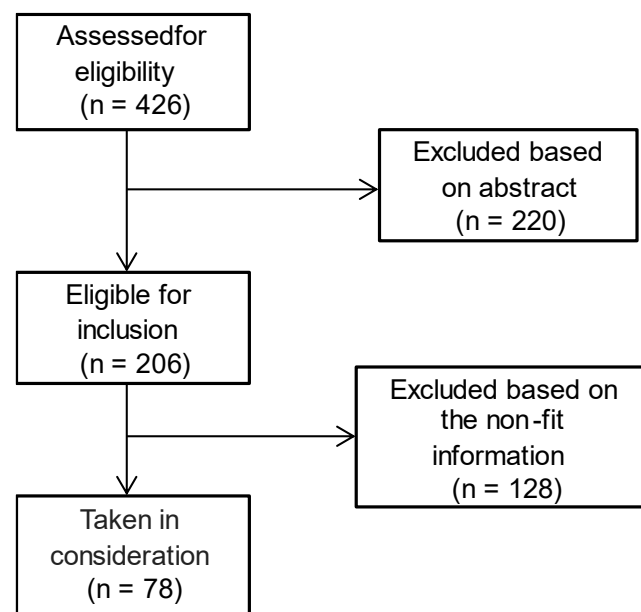 Assessedfor
eligibility
(n = 426)
Excluded based
on abstract
(n = 220)
Eligible for
inclusion
(n = 206)
Excluded based on
the non-fit
information
(n = 128)
Taken in
consideration
(n = 78)